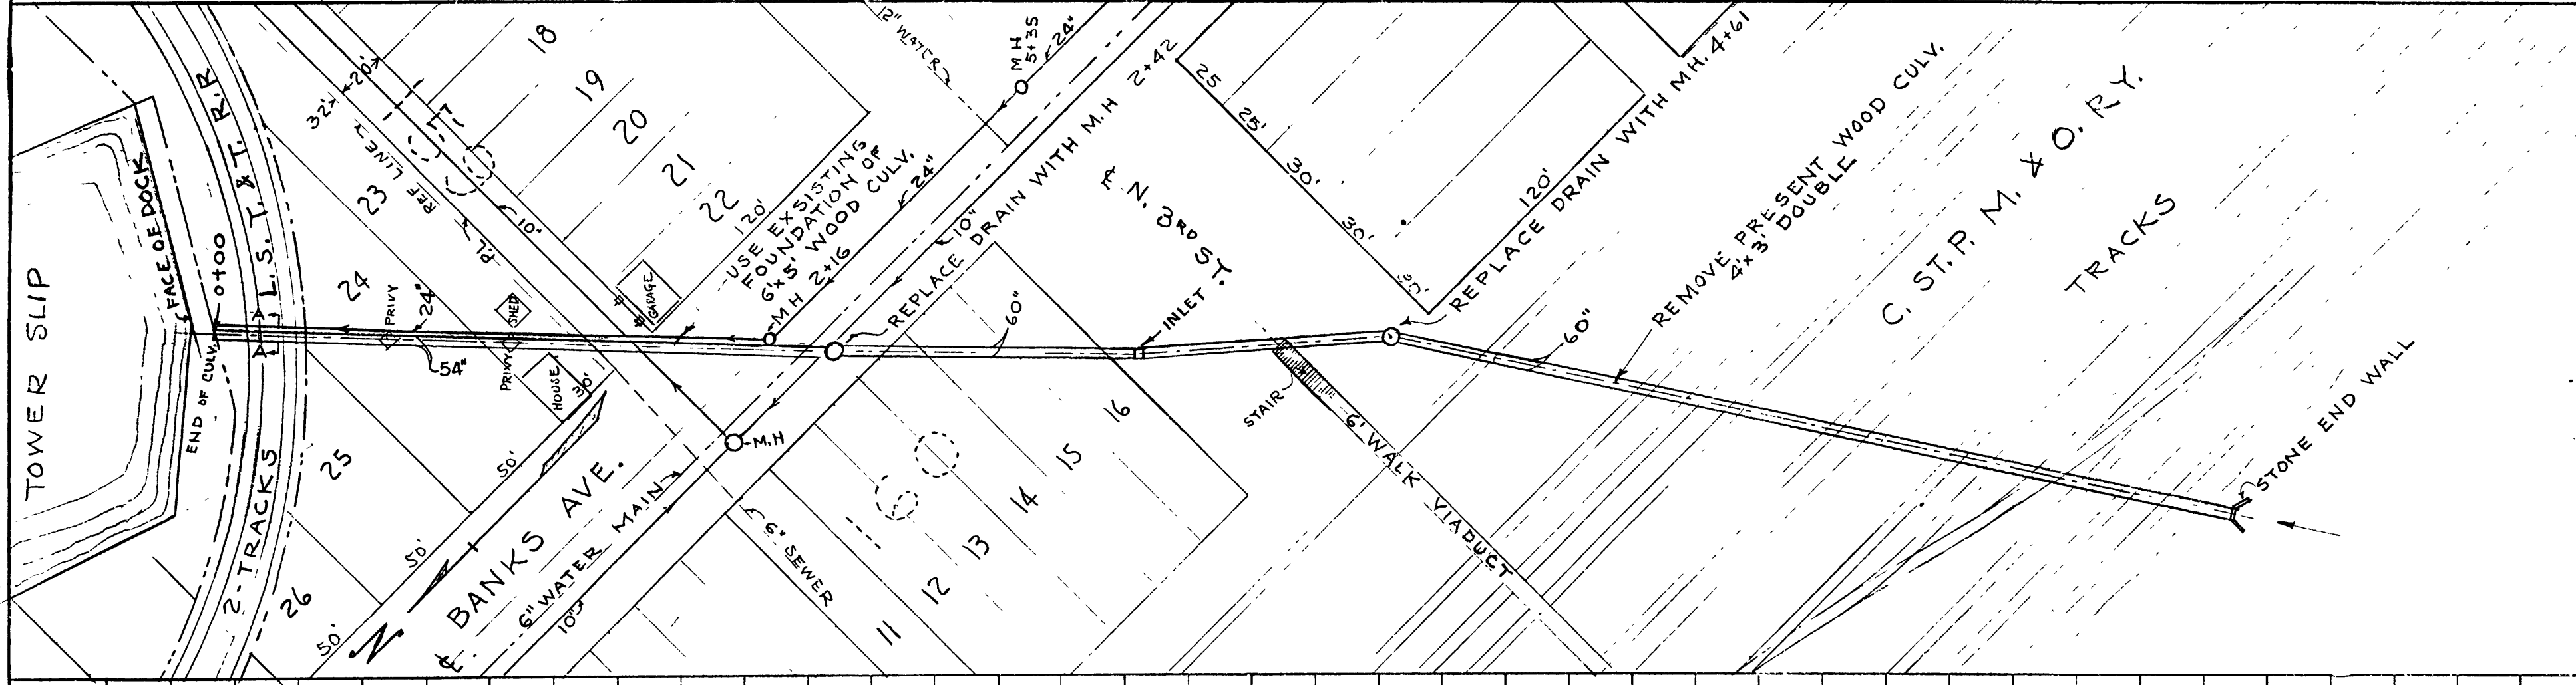 TOWER SLIP
FACE OF DOCK
0+00
END OF CULV.
L. S. T. & T. R.R
2-TRACKS
32'
20'
REF LINE
P.L
10'
18
19
20
21
22
23
24
25
26
PRIVY
24"
54"
SHED
PRIVY
HOUSE
30'
GARAGE
50'
50'
50'
N
℄. BANKS AVE.
6" WATER MAIN
10"
M.H
6" SEWER
120'
USE EXSISTING
FOUNDATION OF
6'x5' WOOD CULV.
MH 2+16
24"
12" WATER
MH
5+35
24"
10"
REPLACE DRAIN WITH M.H 2+42
60"
INLET
℄ N. 3RD ST.
25
25'
30'
30'
30'
120'
REPLACE DRAIN WITH MH. 4+61
11
12
13
14
15
16
STAIR
6' WALK VIADUCT
60"
REMOVE PRESENT WOOD CULV.
4'x3' DOUBLE
C. ST. P. M. & O. RY.
TRACKS
STONE END WALL